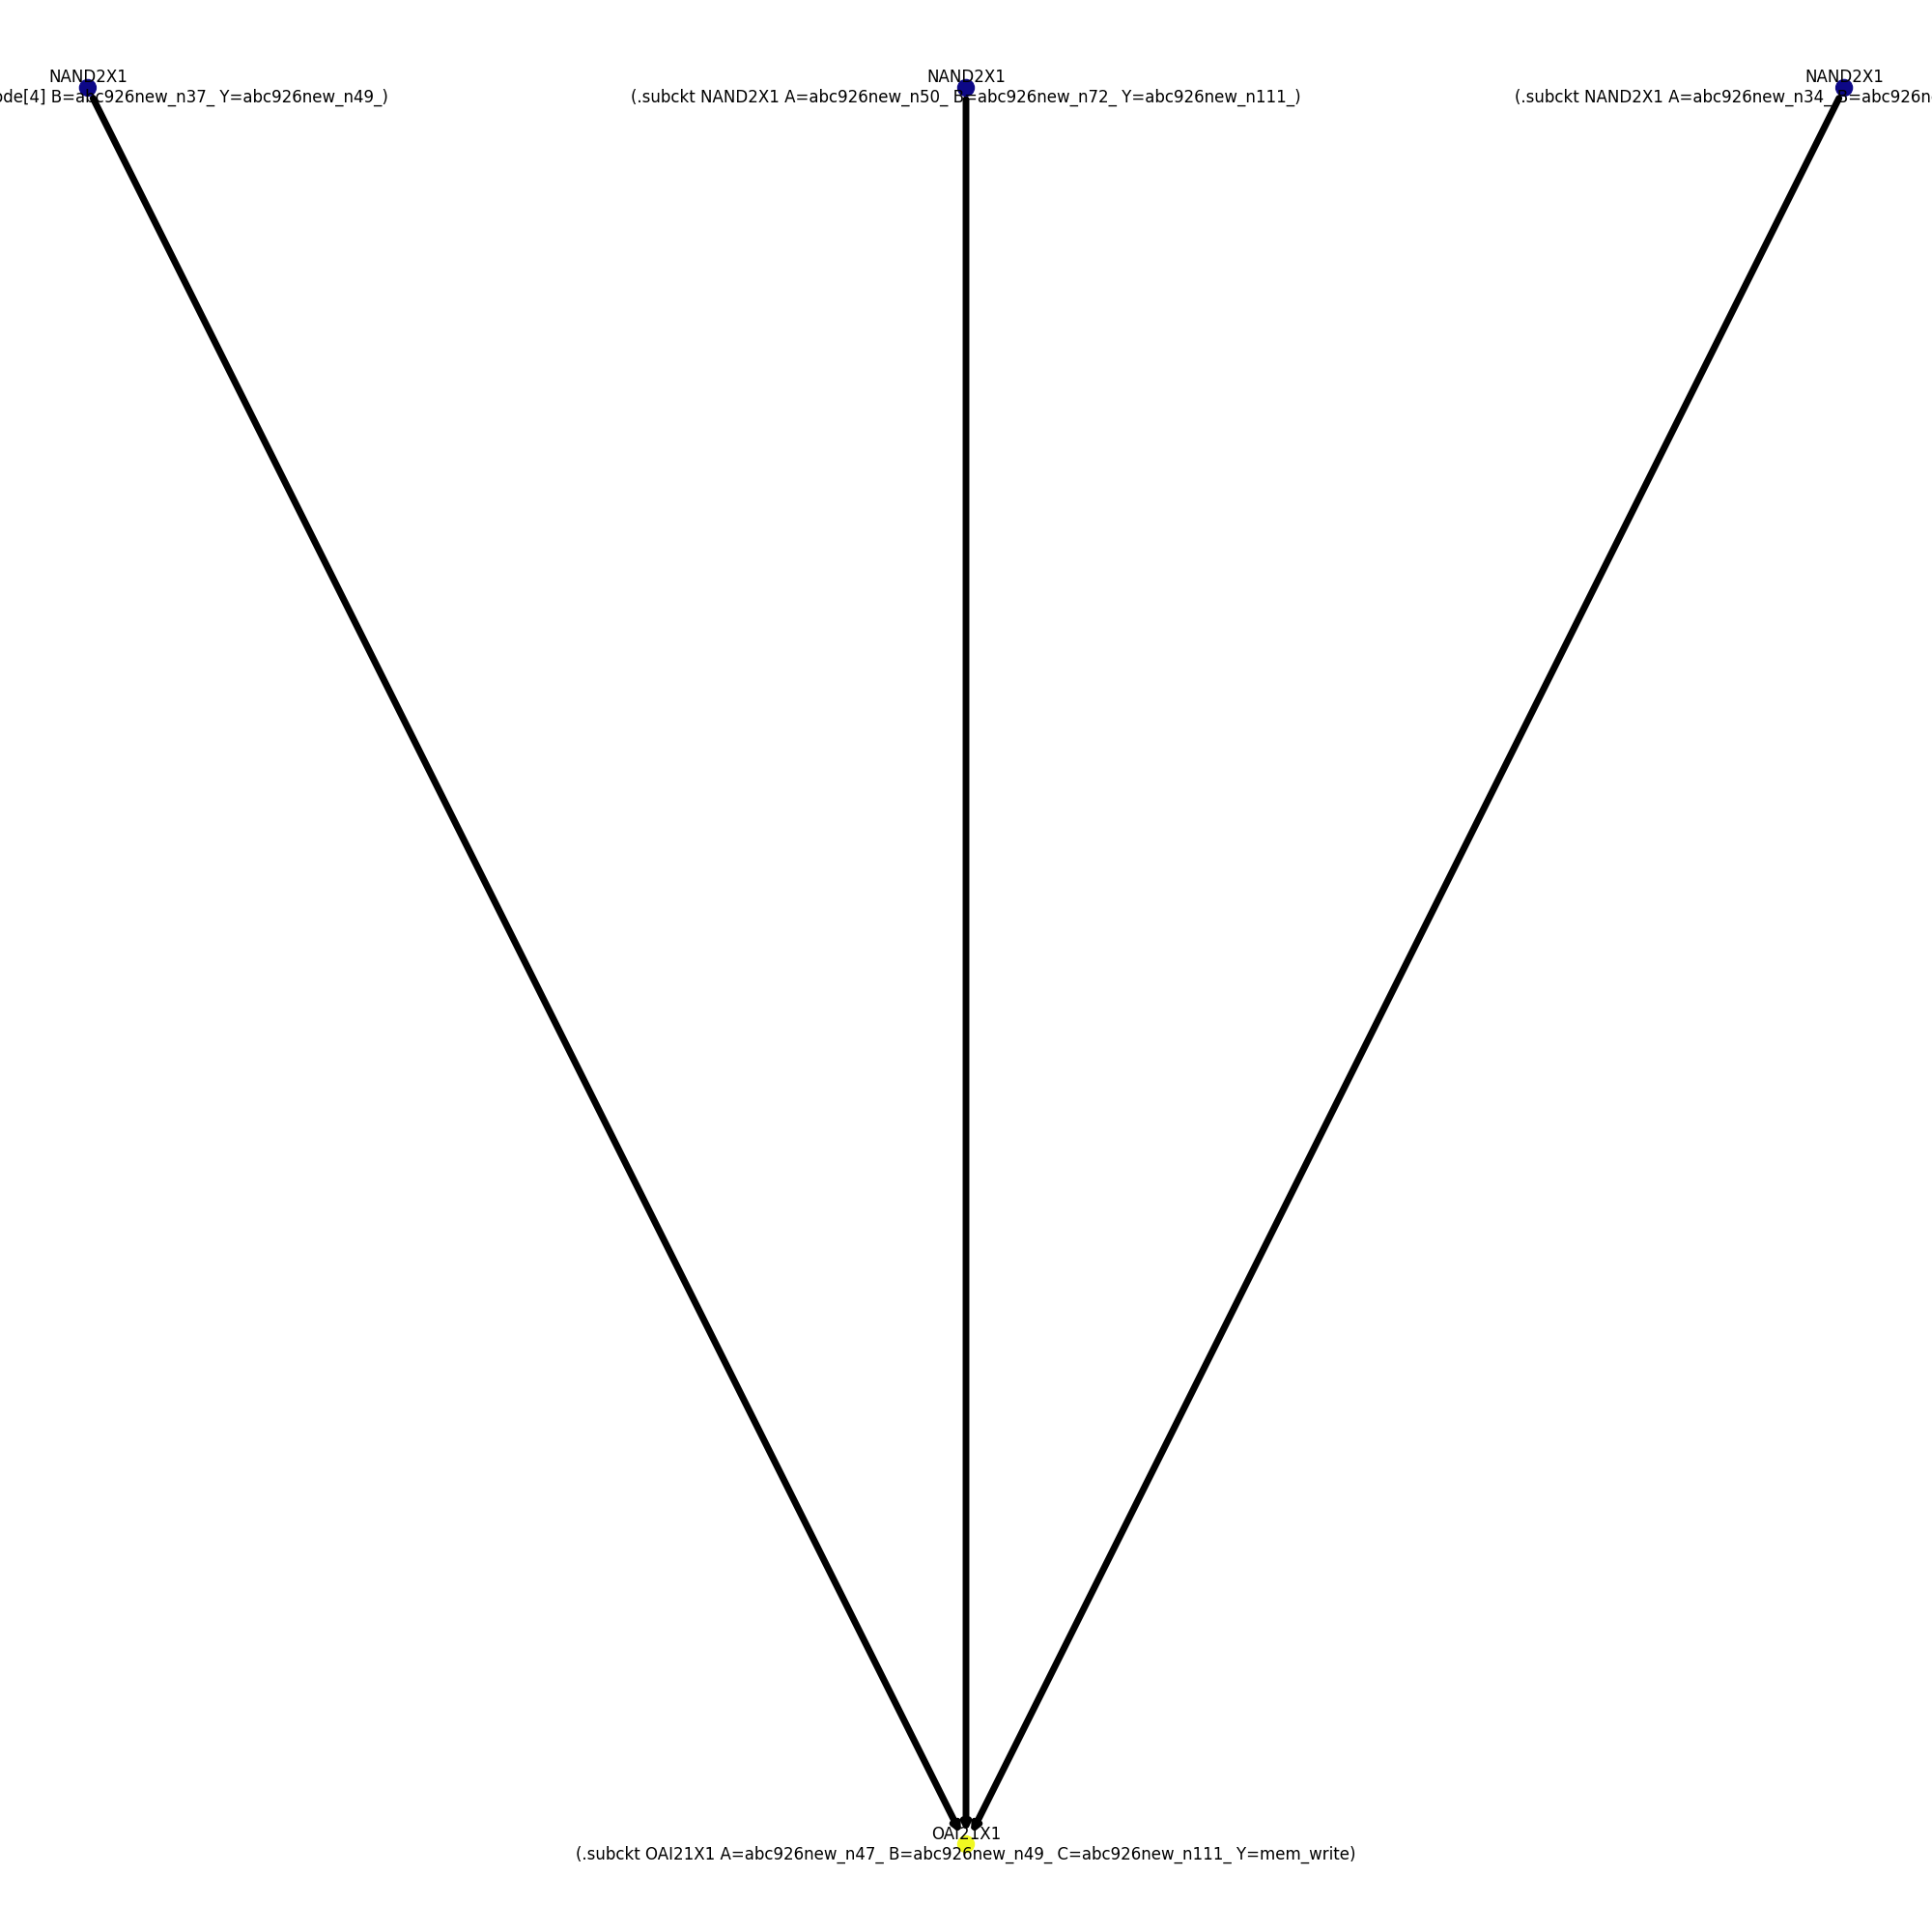 NAND2X1
ode[4] B=abc926new_n37_ Y=abc926new_n49_)
NAND2X1
(.subckt NAND2X1 A=abc926new_n50_ B=abc926new_n72_ Y=abc926new_n111_)
NAND2X1
(.subckt NAND2X1 A=abc926new_n34_ B=abc926n
OAI21X1
(.subckt OAI21X1 A=abc926new_n47_ B=abc926new_n49_ C=abc926new_n111_ Y=mem_write)